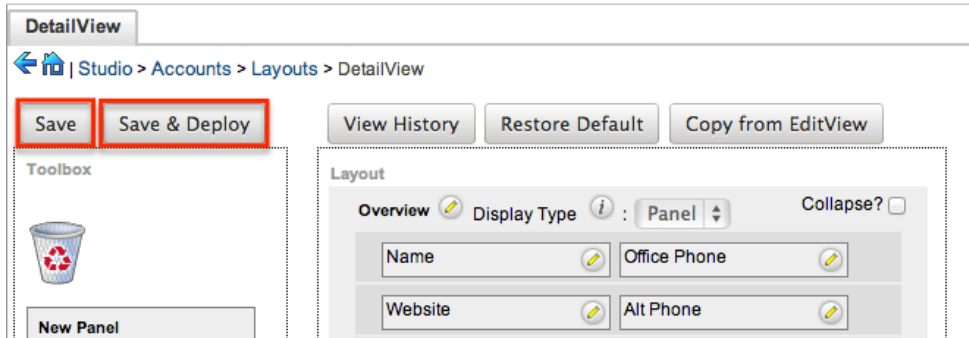 DetailView
| Studio > Accounts > Layouts > DetailView
Save Save & Deploy View History Restore Default Copy from EditView
Toolbox
Layout
Overview Display Type i : Panel Collapse?
Name Office Phone
Website Alt Phone
New Panel